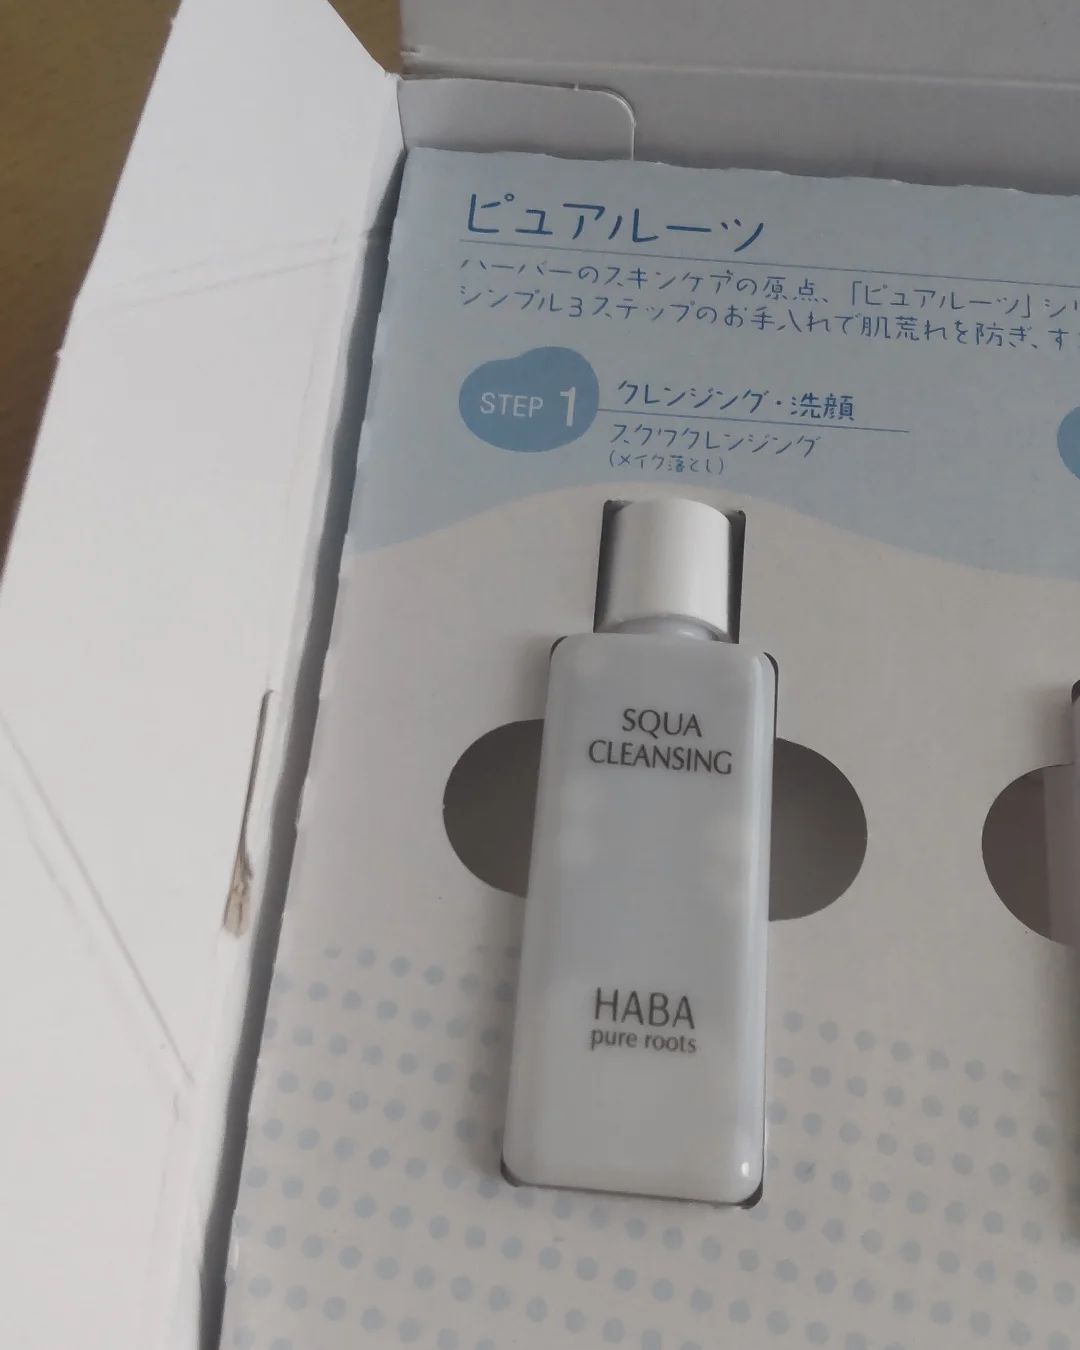 ピュアルーツ
ハーバーのスキンケアの原点、「ピュアルーツ」シリ
シンプル3ステップのお手入れで肌荒れを防ぎ、す
STEP 1
クレンジング・洗顔
スクワクレンジング
(メイク落とし)
SQUA
CLEANSING
HABA
pure roots